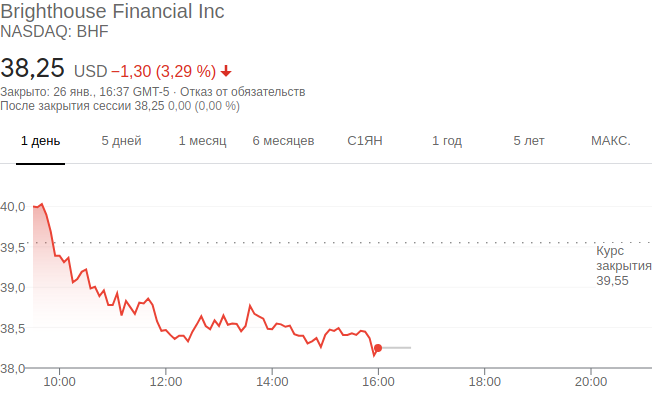 Brighthouse Financial Inc
NASDAQ: BHF
38,25 USD −1,30 (3,29 %)
Закрыто: 26 янв., 16:37 GMT-5 · Отказ от обязательств
После закрытия сессии 38,25 0,00 (0,00 %)
1 день 5 дней 1 месяц 6 месяцев С1ЯН 1 год 5 лет МАКС.
40,0
39,5
39,0
38,5
38,0
Курс
закрытия
39,55
10:00 12:00 14:00 16:00 18:00 20:00